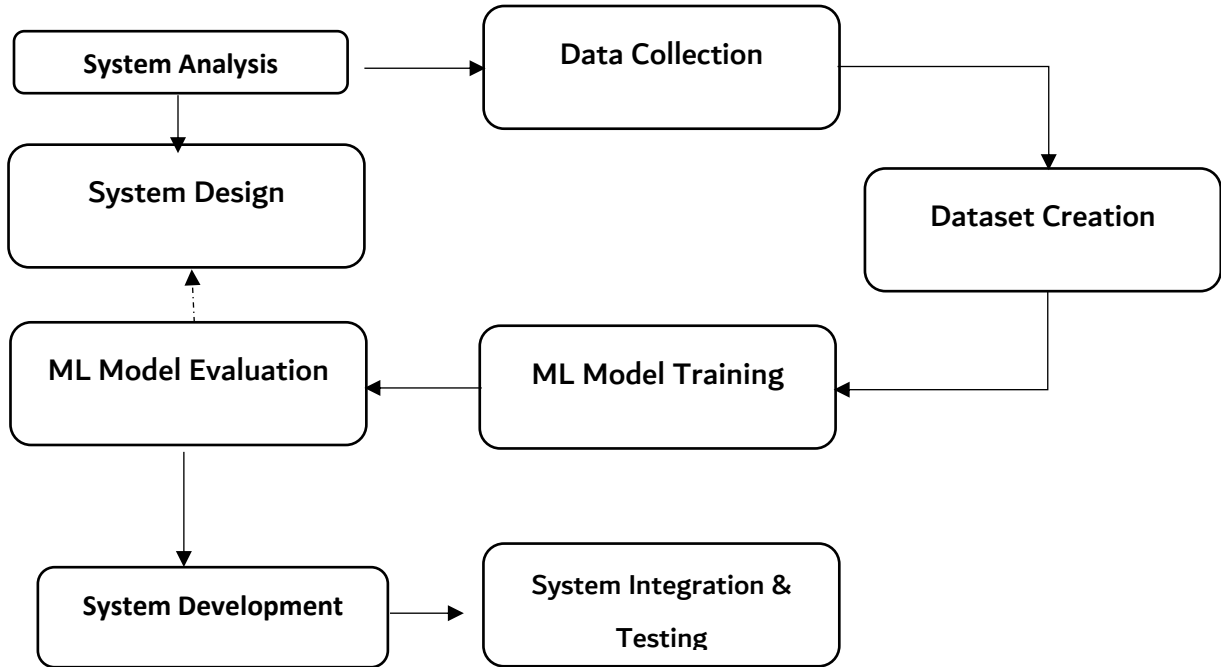 System Analysis
Data Collection
System Design
Dataset Creation
ML Model Evaluation
ML Model Training
System Development
System Integration &
Testing